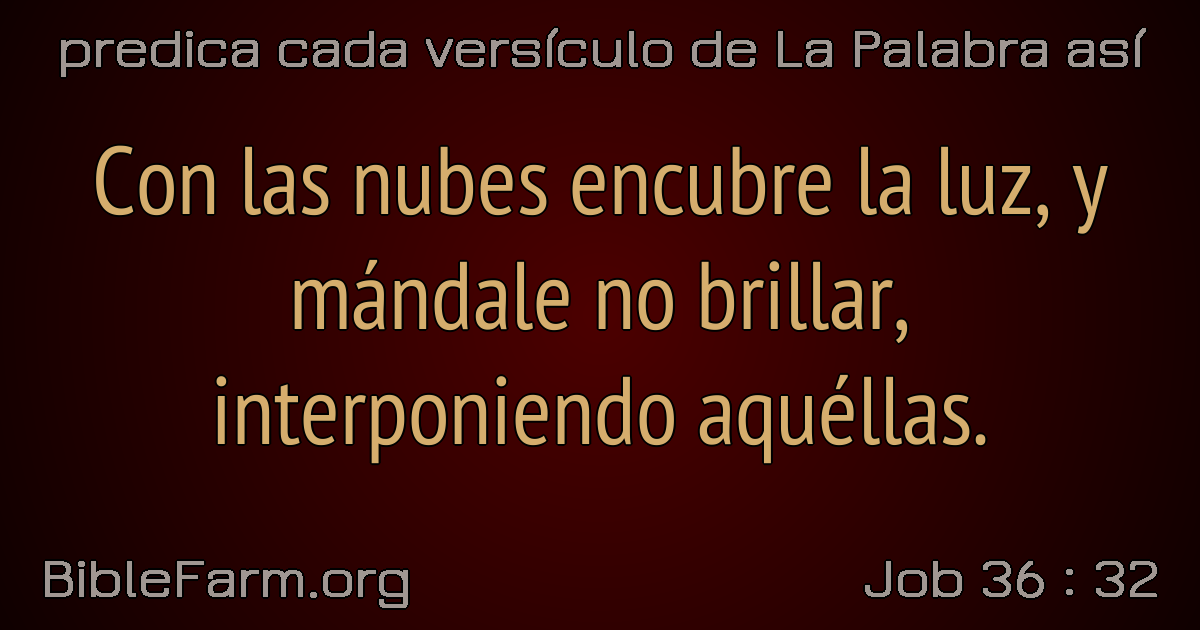 predica cada versículo de La Palabra así
Con las nubes encubre la luz, y
mándale no brillar,
interponiendo aquéllas.
BibleFarm.org
Job 36 : 32